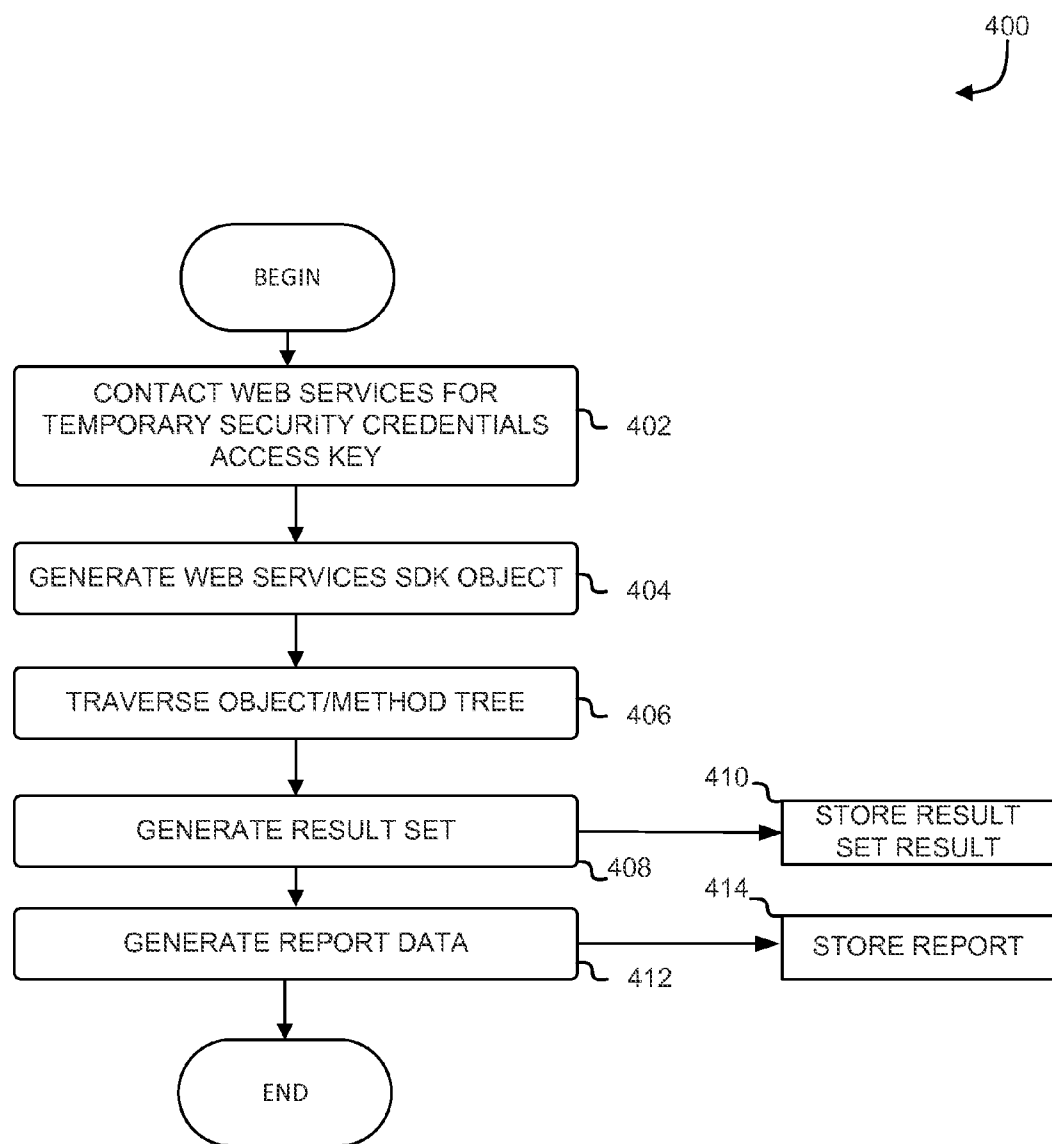 400
BEGIN
CONTACT WEB SERVICES FOR
TEMPORARY SECURITY CREDENTIALS
ACCESS KEY
402
GENERATE WEB SERVICES SDK OBJECT
404
TRAVERSE OBJECT/METHOD TREE
406
GENERATE RESULT SET
408
410
STORE RESULT
SET RESULT
GENERATE REPORT DATA
412
414
STORE REPORT
END